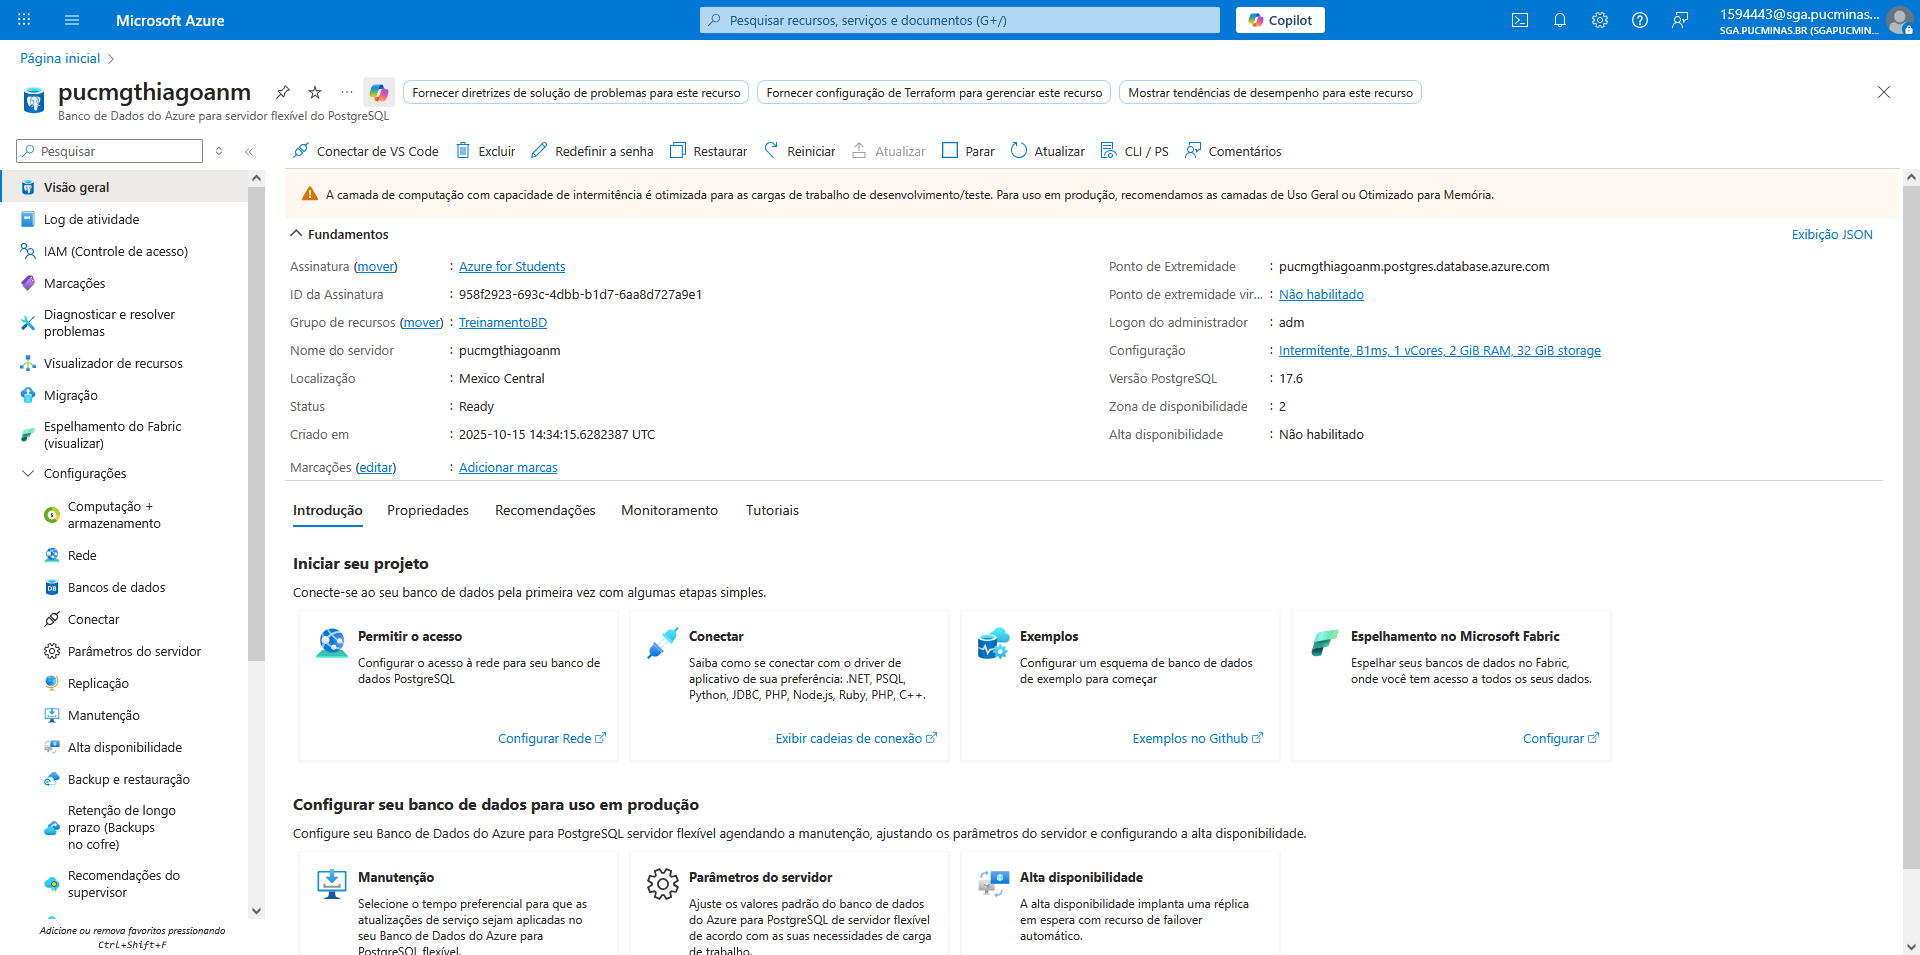 Microsoft Azure
Pesquisar recursos, serviços e documentos (G+/)
Copilot
1594443@sga.pucminas...
SGA.PUCMINAS.BR (SGAPUCMIN...
Página inicial
pucmgthiagoanm
Fornecer diretrizes de solução de problemas para este recurso
Fornecer configuração de Terraform para gerenciar este recurso
Mostrar tendências de desempenho para este recurso
Banco de Dados do Azure para servidor flexível do PostgreSQL
Pesquisar
Conectar de VS Code
Excluir
Redefinir a senha
Restaurar
Reiniciar
Atualizar
Parar
Atualizar
CLI / PS
Comentários
Visão geral
Log de atividade
IAM (Controle de acesso)
Marcações
Diagnosticar e resolver
problemas
Visualizador de recursos
Migração
Espelhamento do Fabric
(visualizar)
Configurações
Computação +
armazenamento
Rede
Bancos de dados
Conectar
Parâmetros do servidor
Replicação
Manutenção
Alta disponibilidade
Backup e restauração
Retenção de longo
prazo (Backups
no cofre)
Recomendações do
supervisor
Adicione ou remova favoritos pressionando
Ctrl+Shift+F
A camada de computação com capacidade de intermitência é otimizada para as cargas de trabalho de desenvolvimento/teste. Para uso em produção, recomendamos as camadas de Uso Geral ou Otimizado para Memória.
Fundamentos
Exibição JSON
Assinatura (mover) : Azure for Students
ID da Assinatura : 958f2923-693c-4dbb-b1d7-6aa8d727a9e1
Grupo de recursos (mover) : TreinamentoBD
Nome do servidor : pucmgthiagoanm
Localização : Mexico Central
Status : Ready
Criado em : 2025-10-15 14:34:15.6282387 UTC
Marcações (editar) : Adicionar marcas
Ponto de Extremidade : pucmgthiagoanm.postgres.database.azure.com
Ponto de extremidade vir... : Não habilitado
Logon do administrador : adm
Configuração : Intermitente, B1ms, 1 vCores, 2 GiB RAM, 32 GiB storage
Versão PostgreSQL : 17.6
Zona de disponibilidade : 2
Alta disponibilidade : Não habilitado
Introdução
Propriedades
Recomendações
Monitoramento
Tutoriais
Iniciar seu projeto
Conecte-se ao seu banco de dados pela primeira vez com algumas etapas simples.
Permitir o acesso
Configurar o acesso à rede para seu banco de
dados PostgreSQL
Configurar Rede
Conectar
Saiba como se conectar com o driver de
aplicativo de sua preferência: .NET, PSQL,
Python, JDBC, PHP, Node.js, Ruby, PHP, C++.
Exibir cadeias de conexão
Exemplos
Configurar um esquema de banco de dados
de exemplo para começar
Exemplos no Github
Espelhamento no Microsoft Fabric
Espelhar seus bancos de dados no Fabric,
onde você tem acesso a todos os seus dados.
Configurar
Configurar seu banco de dados para uso em produção
Configure seu Banco de Dados do Azure para PostgreSQL servidor flexível agendando a manutenção, ajustando os parâmetros do servidor e configurando a alta disponibilidade.
Manutenção
Selecione o tempo preferencial para que as
atualizações de serviço sejam aplicadas no
seu Banco de Dados do Azure para
PostgreSQL flexível.
Parâmetros do servidor
Ajuste os valores padrão do banco de dados
do Azure para PostgreSQL de servidor flexível
de acordo com as suas necessidades de carga
de trabalho.
Alta disponibilidade
A alta disponibilidade implanta uma réplica
em espera com recurso de failover
automático.